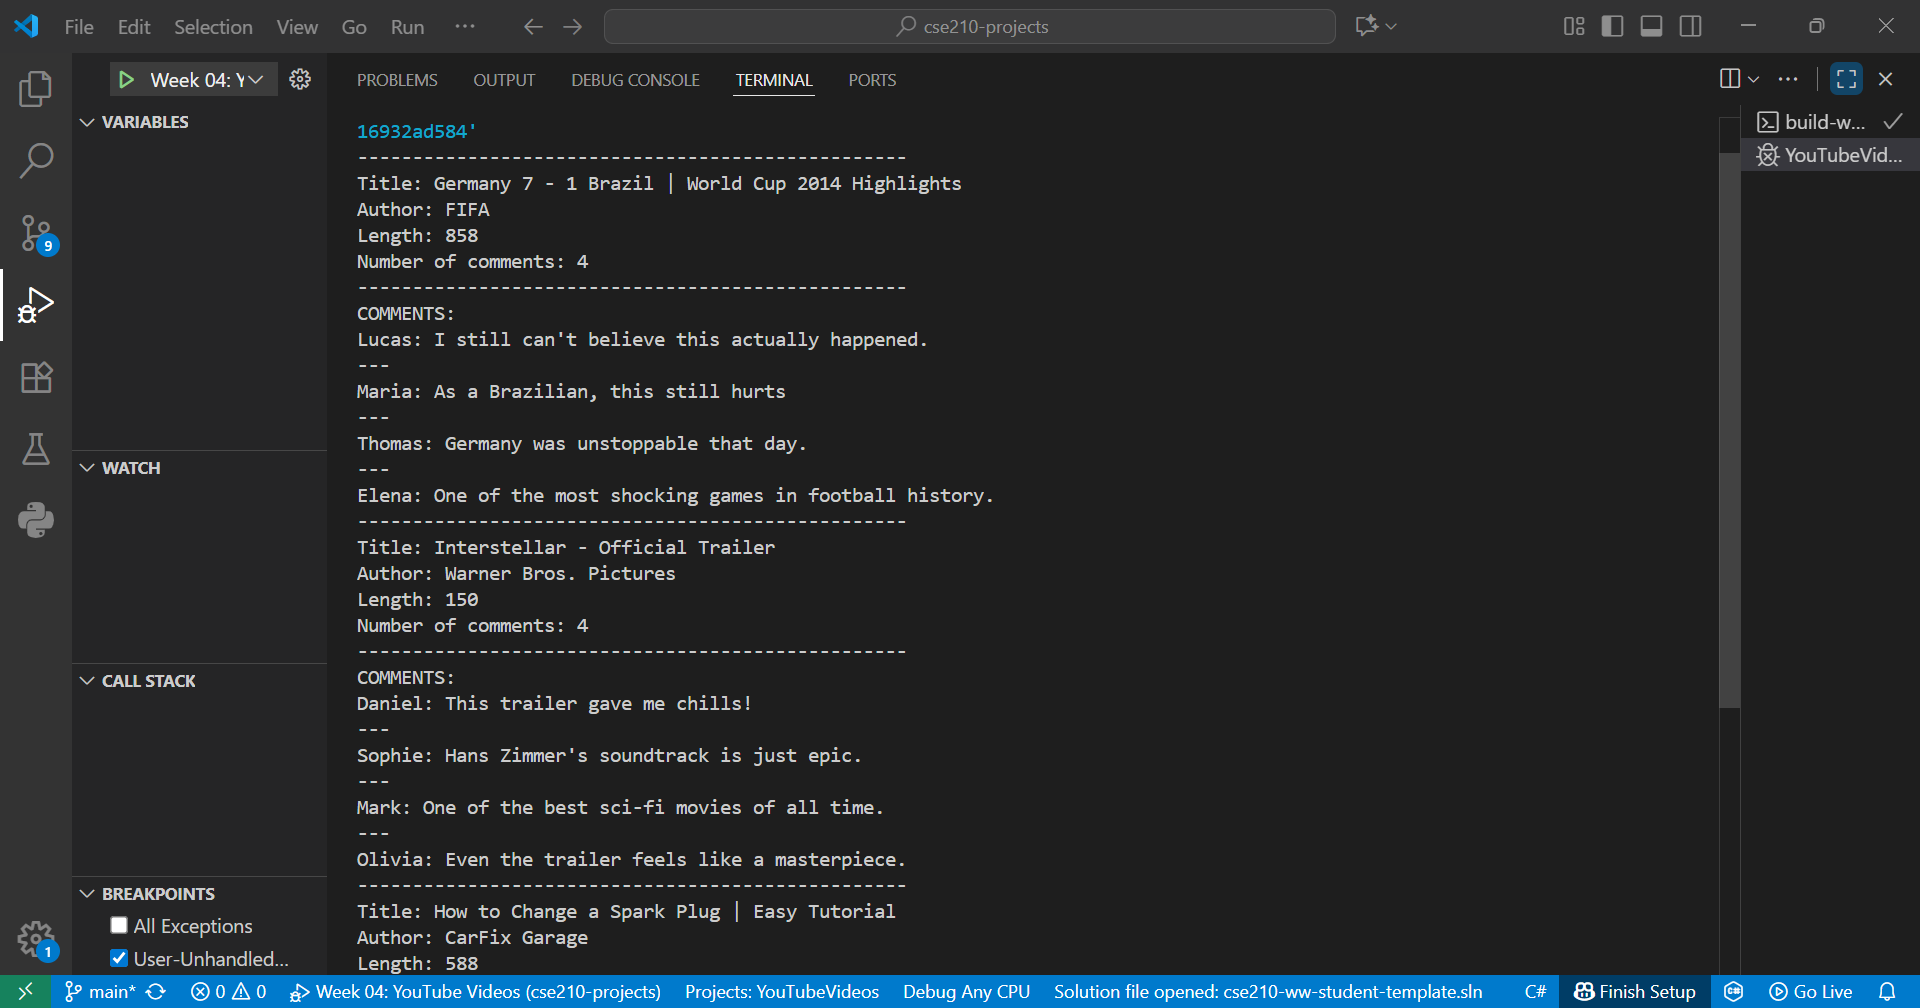 File Edit Selection View Go Run ··· cse210-projects
Week 04: Y
PROBLEMS OUTPUT DEBUG CONSOLE TERMINAL PORTS
VARIABLES
WATCH
CALL STACK
BREAKPOINTS
All Exceptions
User-Unhandled...
9
1
16932ad584'
--------------------------------------------------
Title: Germany 7 - 1 Brazil | World Cup 2014 Highlights
Author: FIFA
Length: 858
Number of comments: 4
--------------------------------------------------
COMMENTS:
Lucas: I still can't believe this actually happened.
---
Maria: As a Brazilian, this still hurts
---
Thomas: Germany was unstoppable that day.
---
Elena: One of the most shocking games in football history.
--------------------------------------------------
Title: Interstellar - Official Trailer
Author: Warner Bros. Pictures
Length: 150
Number of comments: 4
--------------------------------------------------
COMMENTS:
Daniel: This trailer gave me chills!
---
Sophie: Hans Zimmer's soundtrack is just epic.
---
Mark: One of the best sci-fi movies of all time.
---
Olivia: Even the trailer feels like a masterpiece.
--------------------------------------------------
Title: How to Change a Spark Plug | Easy Tutorial
Author: CarFix Garage
Length: 588
build-w...
YouTubeVid...
main* 0 0 Week 04: YouTube Videos (cse210-projects) Projects: YouTubeVideos Debug Any CPU Solution file opened: cse210-ww-student-template.sln C# Finish Setup Go Live